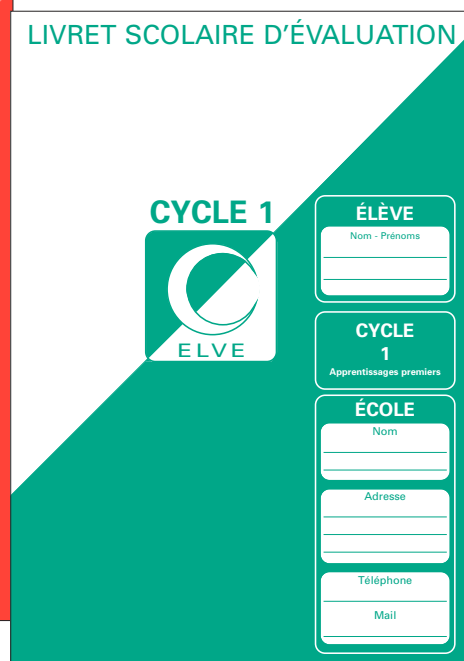 LIVRET SCOLAIRE D'ÉVALUATION
CYCLE 1
ELVE
ÉLÈVE
Nom - Prénoms
CYCLE
1
Apprentissages premiers
ÉCOLE
Nom
Adresse
Téléphone
Mail